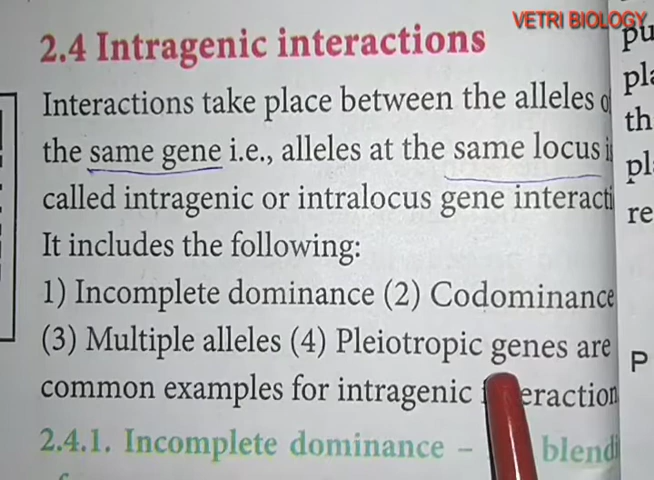 VETRI BIOLOGY
2.4 Intragenic interactions
Interactions take place between the alleles
the same gene i.e., alleles at the same locus
called intragenic or intralocus gene
It includes the following:
1) Incomplete dominance (2) Codominance
(3) Multiple alleles (4) Pleiotropic genes are
common examples for intragenic
2.4.1. Incomplete dominance –